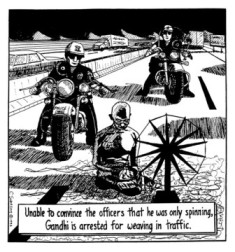 Unable to convince the officers that he was only spinning,
Gandhi is arrested for weaving in traffic.